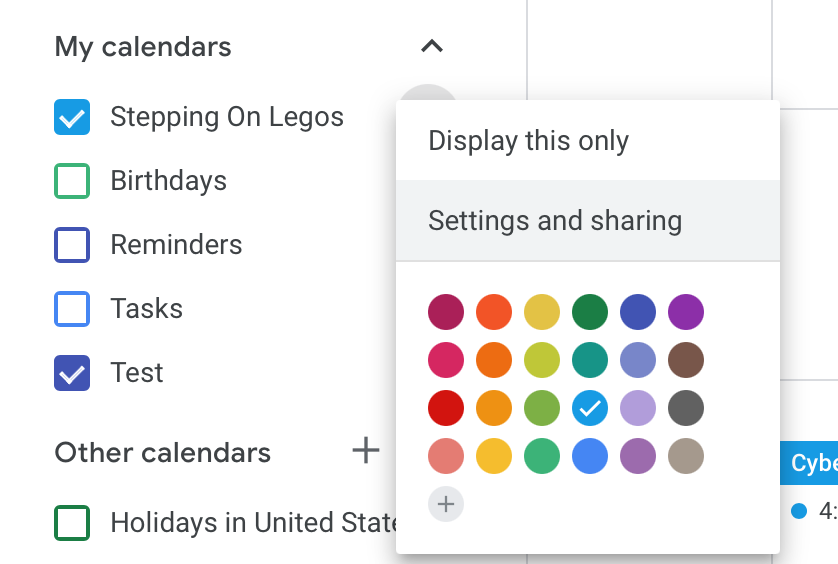 My calendars
Stepping On Legos
Birthdays
Reminders
Tasks
Test
Other calendars
Holidays in United State
Display this only
Settings and sharing
Cybe
4: